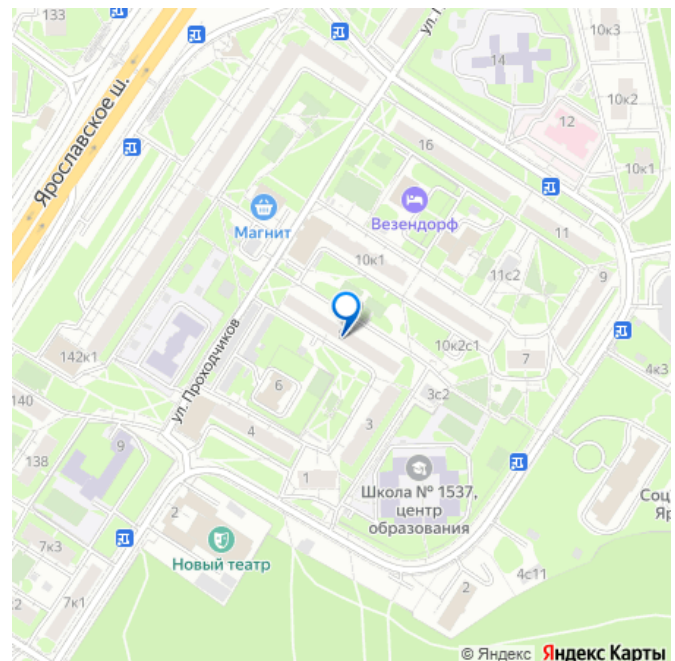 133
10к3
ул. П
14
10к2
12
Ярославское ш.
16
10к1
Везендорф
Магнит
11
10к1
11с2
9
ул. Проходчиков
10к2с1
7
142к1
6
3с2
4к3
140
3
4
9
138
1
Школа № 1537,
центр
образования
Соц
Яр
2
Новый театр
7к3
4с11
2
2
7к1
© Яндекс Яндекс Карты